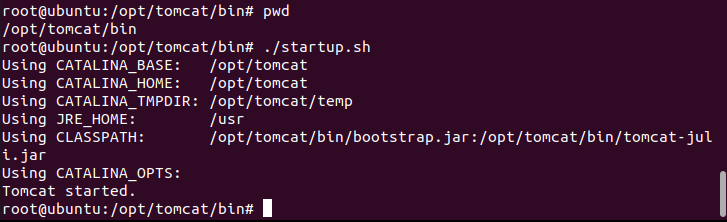 root@ubuntu:/opt/tomcat/bin# pwd
/opt/tomcat/bin
root@ubuntu:/opt/tomcat/bin# ./startup.sh
Using CATALINA_BASE:   /opt/tomcat
Using CATALINA_HOME:   /opt/tomcat
Using CATALINA_TMPDIR: /opt/tomcat/temp
Using JRE_HOME:        /usr
Using CLASSPATH:       /opt/tomcat/bin/bootstrap.jar:/opt/tomcat/bin/tomcat-jul
i.jar
Using CATALINA_OPTS:
Tomcat started.
root@ubuntu:/opt/tomcat/bin#